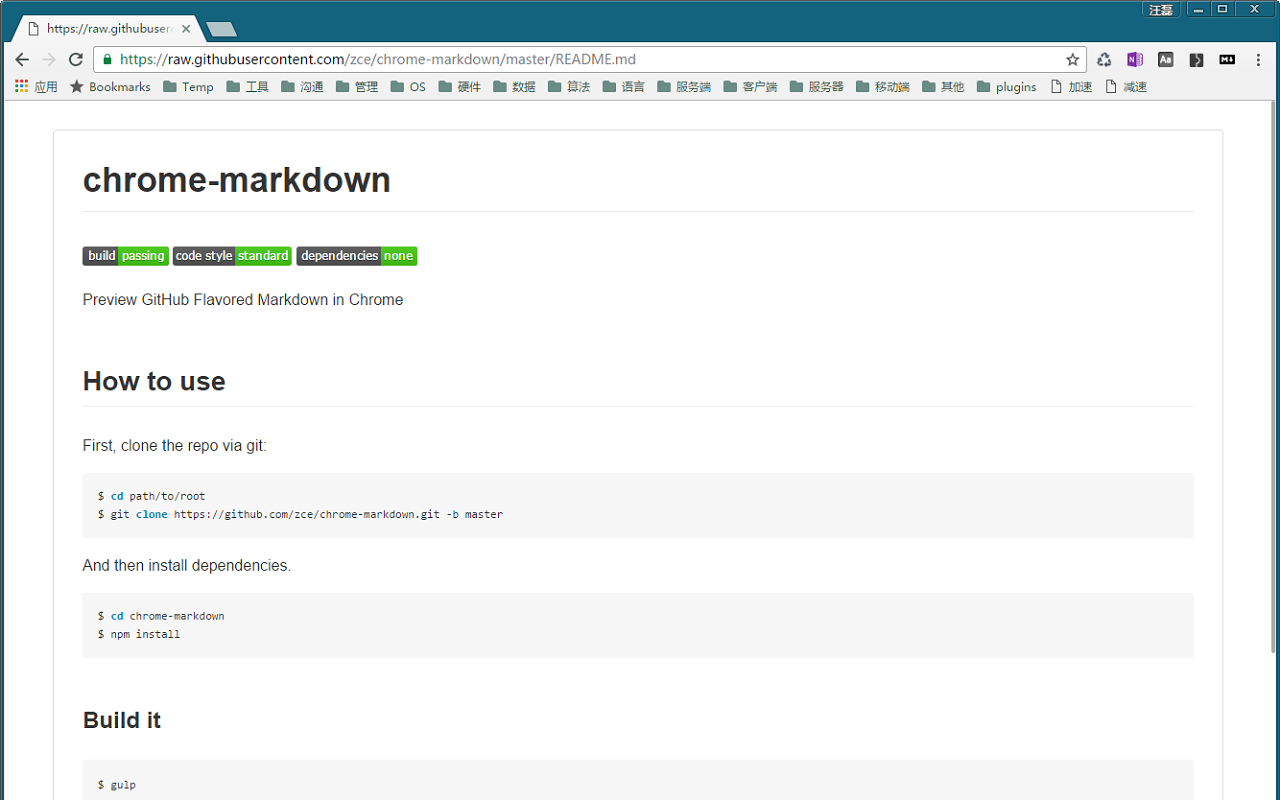 汪磊
https://raw.githubuser
https://raw.githubusercontent.com/zce/chrome-markdown/master/README.md
应用 Bookmarks Temp 工具 沟通 管理 OS 硬件 数据 算法 语言 服务端 客户端 服务器 移动端 其他 plugins 加速 减速
chrome-markdown
build passing code style standard dependencies none
Preview GitHub Flavored Markdown in Chrome
How to use
First, clone the repo via git:
$ cd path/to/root
$ git clone https://github.com/zce/chrome-markdown.git -b master
And then install dependencies.
$ cd chrome-markdown
$ npm install
Build it
$ gulp